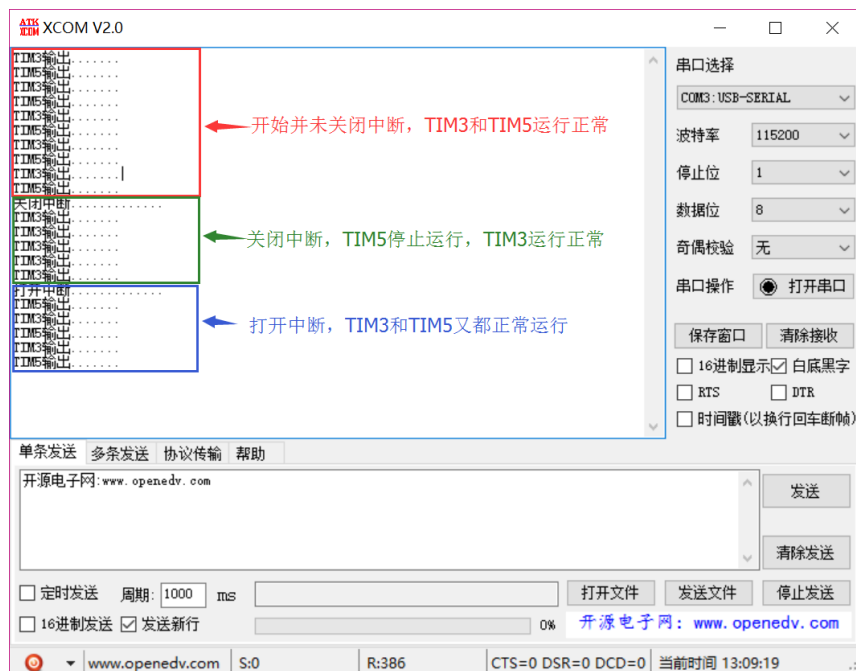 ATK XCOM XCOM V2.0
TIM3输出.......
TIM5输出.......
TIM3输出.......
TIM5输出.......
TIM3输出.......
TIM5输出.......
TIM3输出.......
TIM5输出.......
TIM3输出.......
TIM5输出.......
关闭中断.............
TIM3输出.......
TIM3输出.......
TIM3输出.......
TIM3输出.......
TIM3输出.......
打开中断.............
TIM5输出.......
TIM3输出.......
TIM5输出.......
TIM3输出.......
TIM5输出.......
开始并未关闭中断，TIM3和TIM5运行正常
关闭中断，TIM5停止运行，TIM3运行正常
打开中断，TIM3和TIM5又都正常运行
串口选择
COM3:USB-SERIAL
波特率 115200
停止位 1
数据位 8
奇偶校验 无
串口操作 打开串口
保存窗口 清除接收
16进制显示 白底黑字
RTS DTR
时间戳(以换行回车断帧)
单条发送 多条发送 协议传输 帮助
开源电子网:www.openedv.com
发送
清除发送
定时发送 周期: 1000 ms 打开文件 发送文件 停止发送
16进制发送 发送新行 0% 开源电子网：www.openedv.com
www.openedv.com S:0 R:386 CTS=0 DSR=0 DCD=0 当前时间 13:09:19